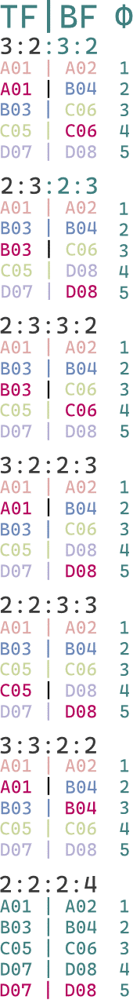 TF|BF Φ
3:2:3:2
A01 | A02 1
A01 | B04 2
B03 | C06 3
C05 | C06 4
D07 | D08 5
2:3:2:3
A01 | A02 1
B03 | B04 2
B03 | C06 3
C05 | D08 4
D07 | D08 5
2:3:3:2
A01 | A02 1
B03 | B04 2
B03 | C06 3
C05 | C06 4
D07 | D08 5
3:2:2:3
A01 | A02 1
A01 | B04 2
B03 | C06 3
C05 | D08 4
D07 | D08 5
2:2:3:3
A01 | A02 1
B03 | B04 2
C05 | C06 3
C05 | D08 4
D07 | D08 5
3:3:2:2
A01 | A02 1
A01 | B04 2
B03 | B04 3
C05 | C06 4
D07 | D08 5
2:2:2:4
A01 | A02 1
B03 | B04 2
C05 | C06 3
D07 | D08 4
D07 | D08 5